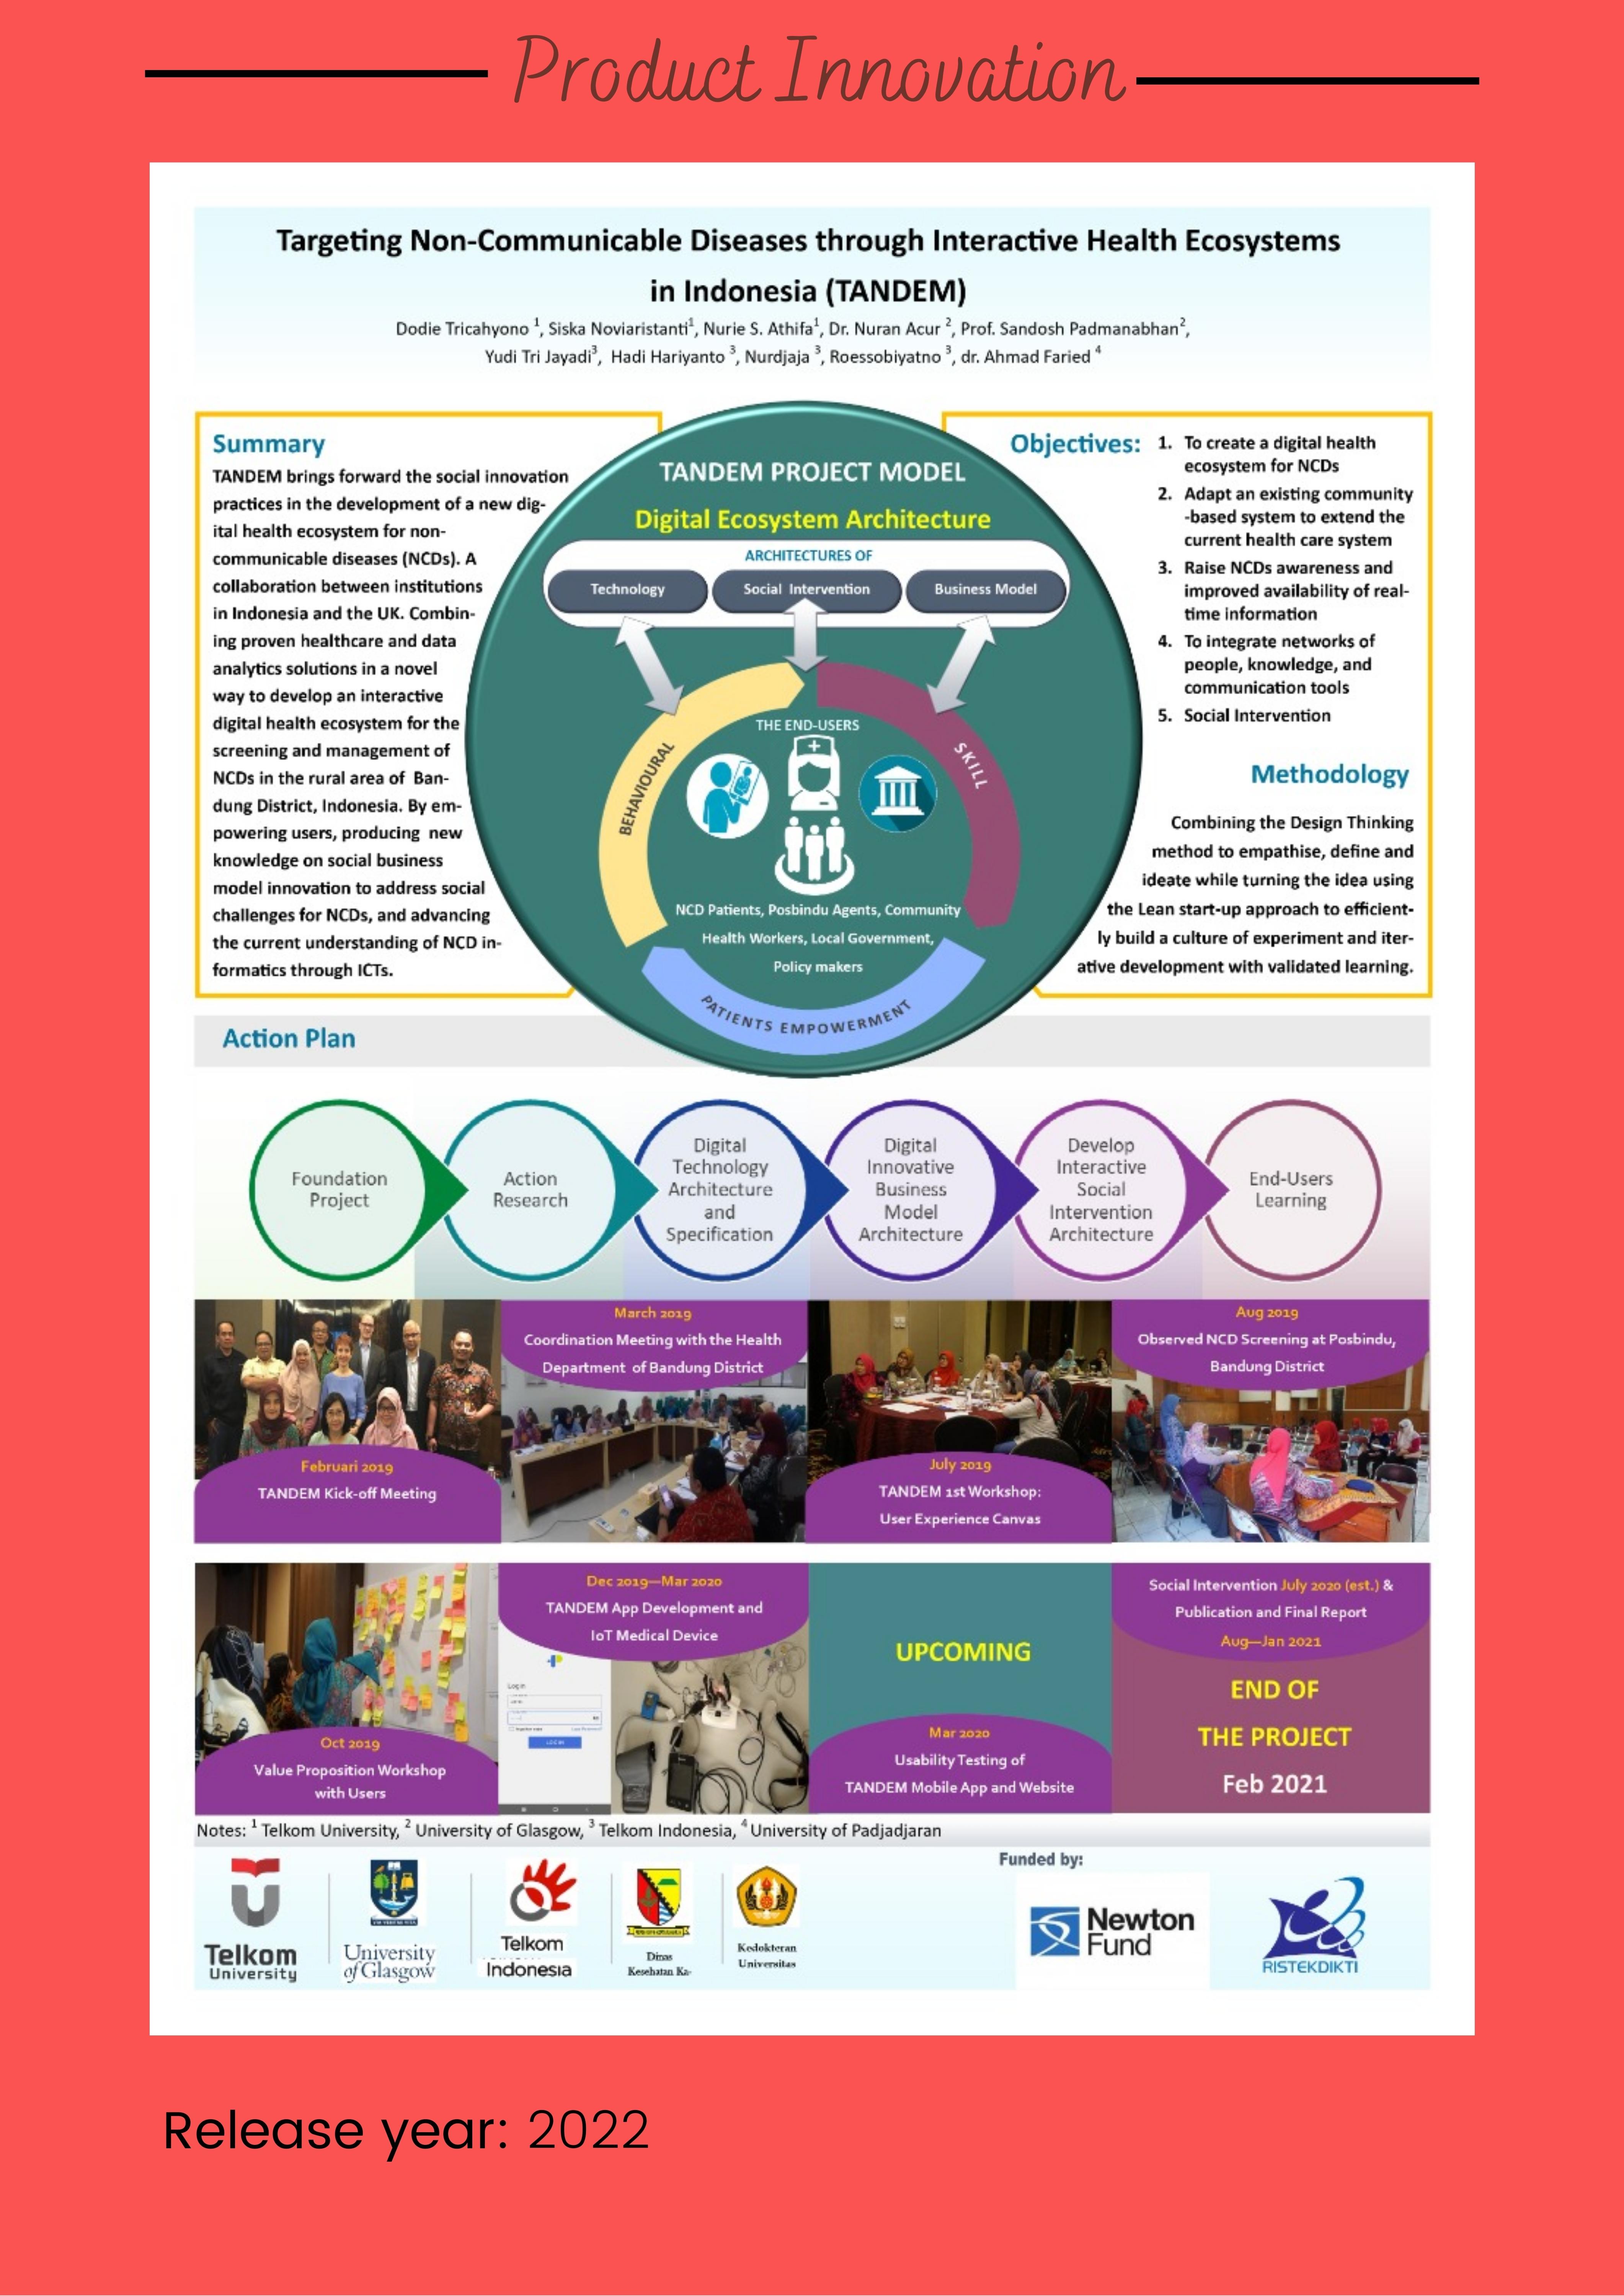 Product Innovation
Targeting Non-Communicable Diseases through Interactive Health Ecosystems
in Indonesia (TANDEM)
Dodie Tricahyono 1, Siska Noviaristanti1, Nurie S. Athifa1, Dr. Nuran Acur 2, Prof. Sandosh Padmanabhan2,
Yudi Tri Jayadi3, Hadi Hariyanto 3, Nurdjaja 3, Roessobiyatno 3, dr. Ahmad Faried 4
Summary
TANDEM brings forward the social innovation
practices in the development of a new dig-
ital health ecosystem for non-
communicable diseases (NCDs). A
collaboration between institutions
in Indonesia and the UK. Combin-
ing proven healthcare and data
analytics solutions in a novel
way to develop an interactive
digital health ecosystem for the
screening and management of
NCDs in the rural area of Ban-
dung District, Indonesia. By em-
powering users, producing new
knowledge on social business
model innovation to address social
challenges for NCDs, and advancing
the current understanding of NCD in-
formatics through ICTs.
TANDEM PROJECT MODEL
Digital Ecosystem Architecture
ARCHITECTURES OF
Technology
Social Intervention
Business Model
THE END-USERS
BEHAVIOURAL
SKILL
NCD Patients, Posbindu Agents, Community
Health Workers, Local Government,
Policy makers
PATIENTS EMPOWERMENT
Objectives:
1. To create a digital health
ecosystem for NCDs
2. Adapt an existing community
-based system to extend the
current health care system
3. Raise NCDs awareness and
improved availability of real-
time information
4. To integrate networks of
people, knowledge, and
communication tools
5. Social Intervention
Methodology
Combining the Design Thinking
method to empathise, define and
ideate while turning the idea using
the Lean start-up approach to efficient-
ly build a culture of experiment and iter-
ative development with validated learning.
Action Plan
Foundation
Project
Action
Research
Digital
Technology
Architecture
and
Specification
Digital
Innovative
Business
Model
Architecture
Develop
Interactive
Social
Intervention
Architecture
End-Users
Learning
Februari 2019
TANDEM Kick-off Meeting
March 2019
Coordination Meeting with the Health
Department of Bandung District
July 2019
TANDEM 1st Workshop:
User Experience Canvas
Aug 2019
Observed NCD Screening at Posbindu,
Bandung District
Oct 2019
Value Proposition Workshop
with Users
Dec 2019—Mar 2020
TANDEM App Development and
IoT Medical Device
Login
LOGIN
UPCOMING
Mar 2020
Usability Testing of
TANDEM Mobile App and Website
Social Intervention July 2020 (est.) &
Publication and Final Report
Aug—Jan 2021
END OF
THE PROJECT
Feb 2021
Notes: 1 Telkom University, 2 University of Glasgow, 3 Telkom Indonesia, 4 University of Padjadjaran
Telkom
University
University
of Glasgow
Telkom
Indonesia
Dinas
Kesehatan Ka-
Kedokteran
Universitas
Funded by:
Newton
Fund
RISTEKDIKTI
Release year: 2022